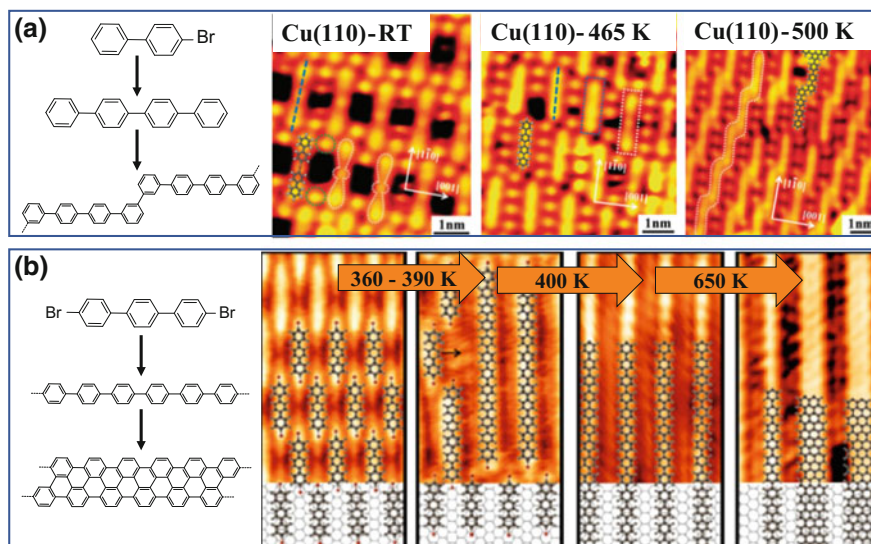 (a)
Br
Cu(110)-RT
Cu(110)-465 K
Cu(110)-500 K
[11̅0]
[001]
1nm
[11̅0]
[001]
1nm
[11̅0]
[001]
1nm
(b)
Br
Br
360 - 390 K
400 K
650 K